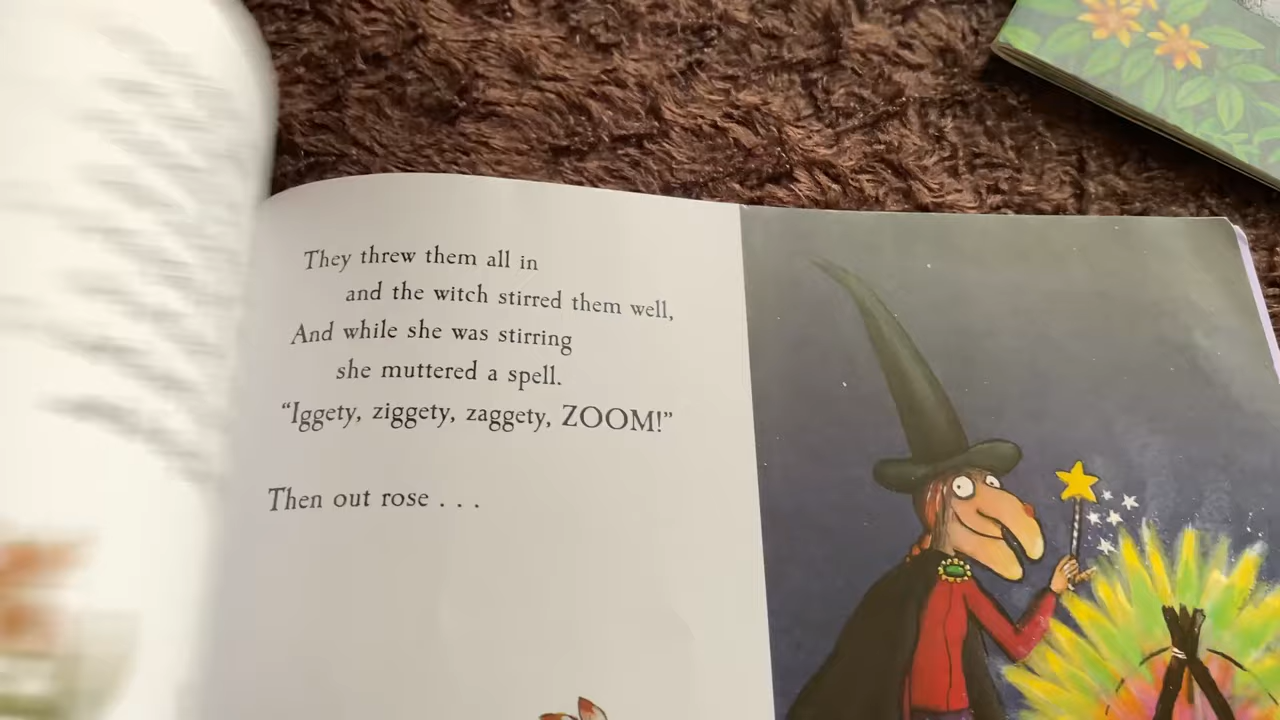 They threw them all in
and the witch stirred them well,
And while she was stirring
she muttered a spell.
“Iggety, ziggety, zaggety, ZOOM!”
Then out rose . . .